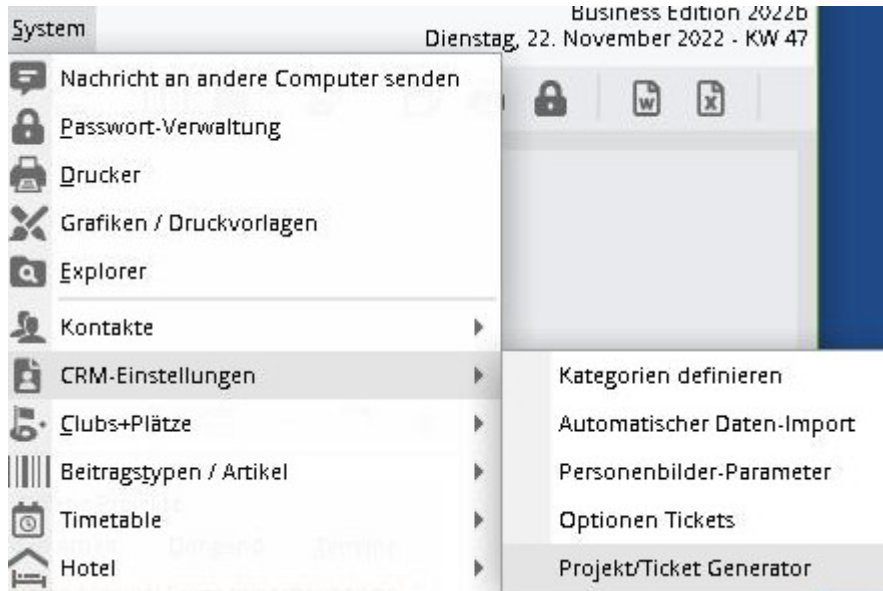 System
Business Edition 2022b
Dienstag, 22. November 2022 - KW 47
Nachricht an andere Computer senden
Passwort-Verwaltung
Drucker
Grafiken / Druckvorlagen
Explorer
Kontakte
CRM-Einstellungen
Kategorien definieren
Clubs+Plätze
Automatischer Daten-Import
Beitragstypen / Artikel
Personenbilder-Parameter
Timetable
Optionen Tickets
Hotel
Projekt/Ticket Generator